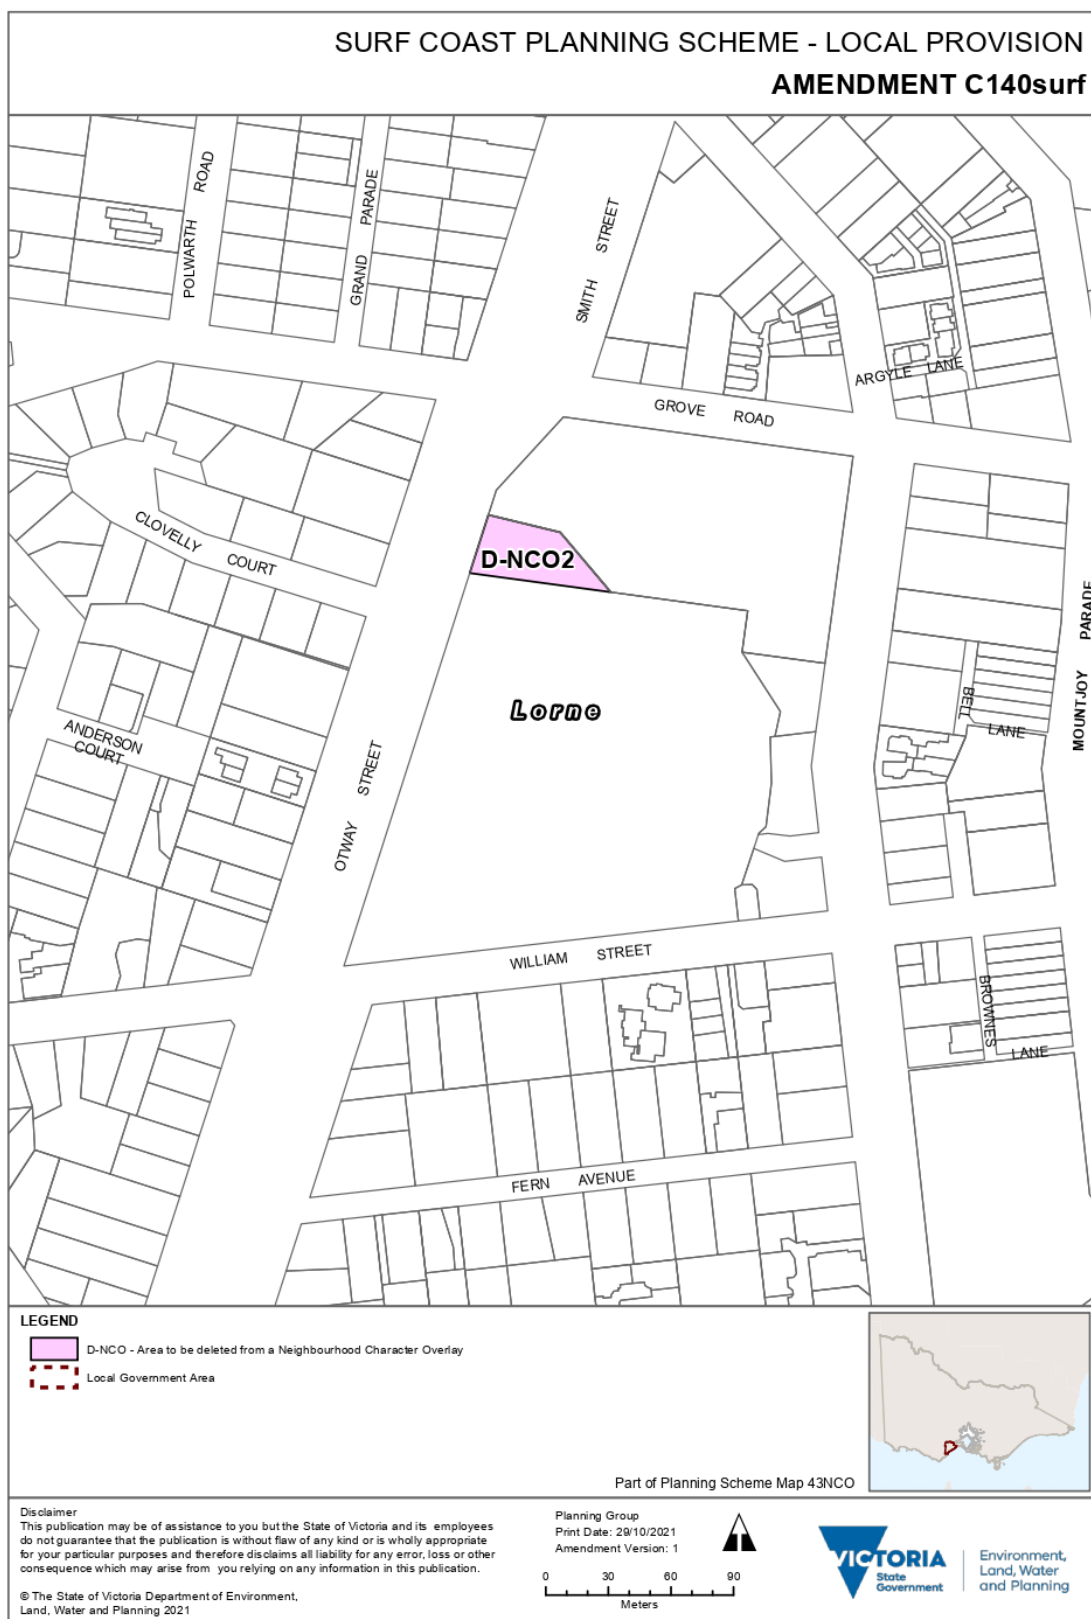 SURF COAST PLANNING SCHEME - LOCAL PROVISION
AMENDMENT C140surf
POLWARTH ROAD
GRAND PARADE
SMITH STREET
ARGYLE LANE
GROVE ROAD
CLOVELLY COURT
D-NCO2
PARADE
MOUNTJOY
BELL
LANE
Lorne
ANDERSON
COURT
OTWAY STREET
WILLIAM STREET
BROWNES
LANE
FERN AVENUE
LEGEND
D-NCO - Area to be deleted from a Neighbourhood Character Overlay
Local Government Area
Part of Planning Scheme Map 43NCO
Disclaimer
This publication may be of assistance to you but the State of Victoria and its employees
do not guarantee that the publication is without flaw of any kind or is wholly appropriate
for your particular purposes and therefore disclaims all liability for any error, loss or other
consequence which may arise from you relying on any information in this publication.
© The State of Victoria Department of Environment,
Land, Water and Planning 2021
Planning Group
Print Date: 29/10/2021
Amendment Version: 1
0 30 60 90
Meters
VICTORIA
State
Government
Environment,
Land, Water
and Planning